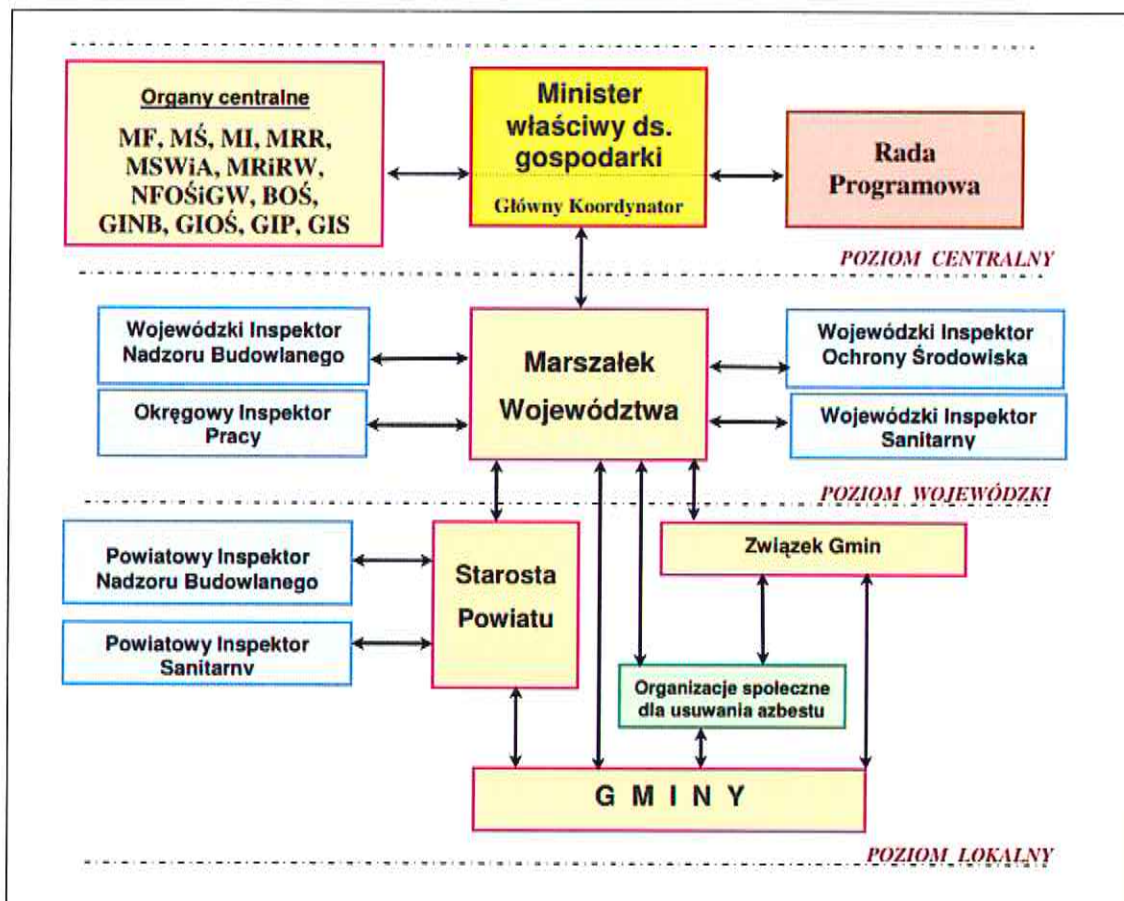 Organy centralne
MF, MŚ, MI, MRR,
MSWiA, MRiRW,
NFOŚiGW, BOŚ,
GINB, GIOŚ, GIP, GIS
Minister
właściwy ds.
gospodarki
Główny Koordynator
Rada
Programowa
POZIOM CENTRALNY
Wojewódzki Inspektor
Nadzoru Budowlanego
Okręgowy Inspektor
Pracy
Marszałek
Województwa
Wojewódzki Inspektor
Ochrony Środowiska
Wojewódzki Inspektor
Sanitarny
POZIOM WOJEWÓDZKI
Powiatowy Inspektor
Nadzoru Budowlanego
Powiatowy Inspektor
Sanitarny
Starosta
Powiatu
Związek Gmin
Organizacje społeczne
dla usuwania azbestu
G M I N Y
POZIOM LOKALNY